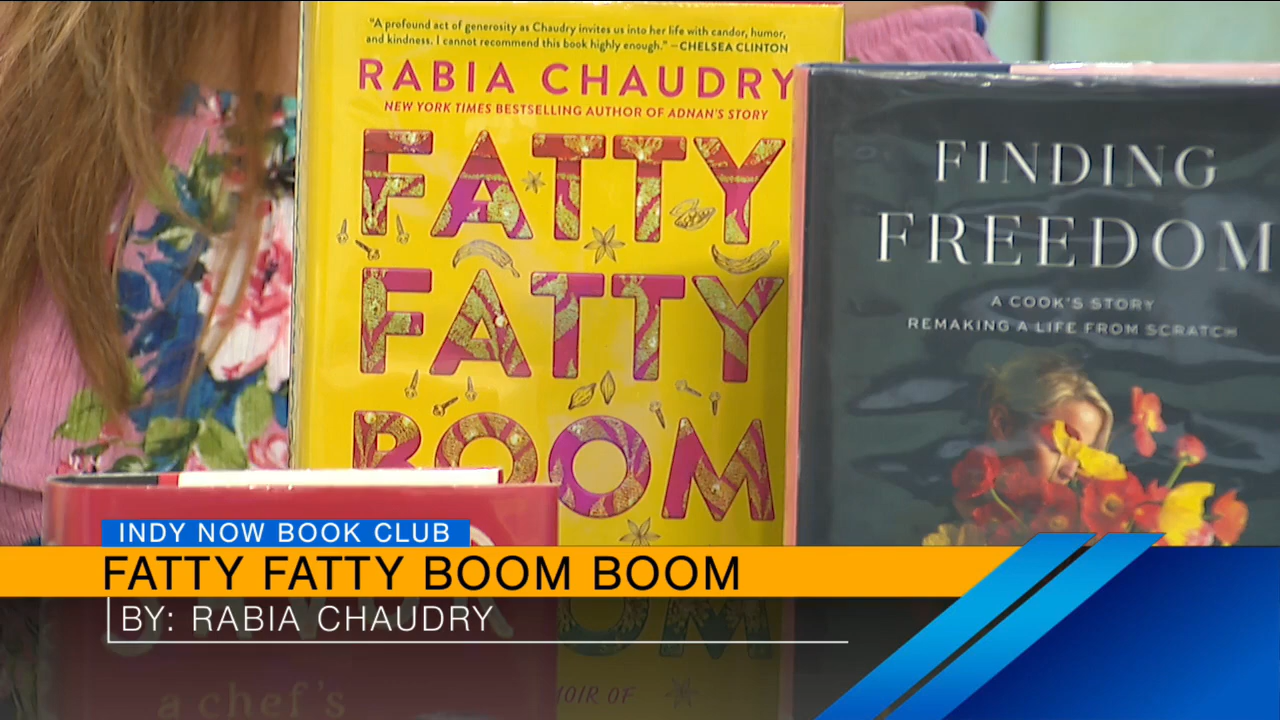 "A profound act of generosity as Chaudry invites us into her life with candor, humor,
and kindness. I cannot recommend this book highly enough." —CHELSEA CLINTON
RABIA CHAUDRY
NEW YORK TIMES BESTSELLING AUTHOR OF ADNAN'S STORY
FATTY
FATTY
BOOM
FINDING
FREEDOM
A COOK'S STORY
REMAKING A LIFE FROM SCRATCH
INDY NOW BOOK CLUB
FATTY FATTY BOOM BOOM
BY: RABIA CHAUDRY
a chef's
OIR OF